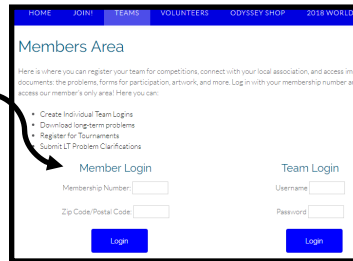 HOME JOIN! TEAMS VOLUNTEERS ODYSSEY SHOP 2018 WORLD
Members Area
Here is where you can register your team for competitions, connect with your local association, and access im
documents: the problems, forms for participation, artwork, and more. Log in with your membership number a
access our member's only area! Here you can:
• Create Individual Team Logins
• Download long-term problems
• Register for Tournaments
• Submit LT Problem Clarifications
Member Login Team Login
Membership Number: Username
Zip Code/Postal Code: Password
Login Login